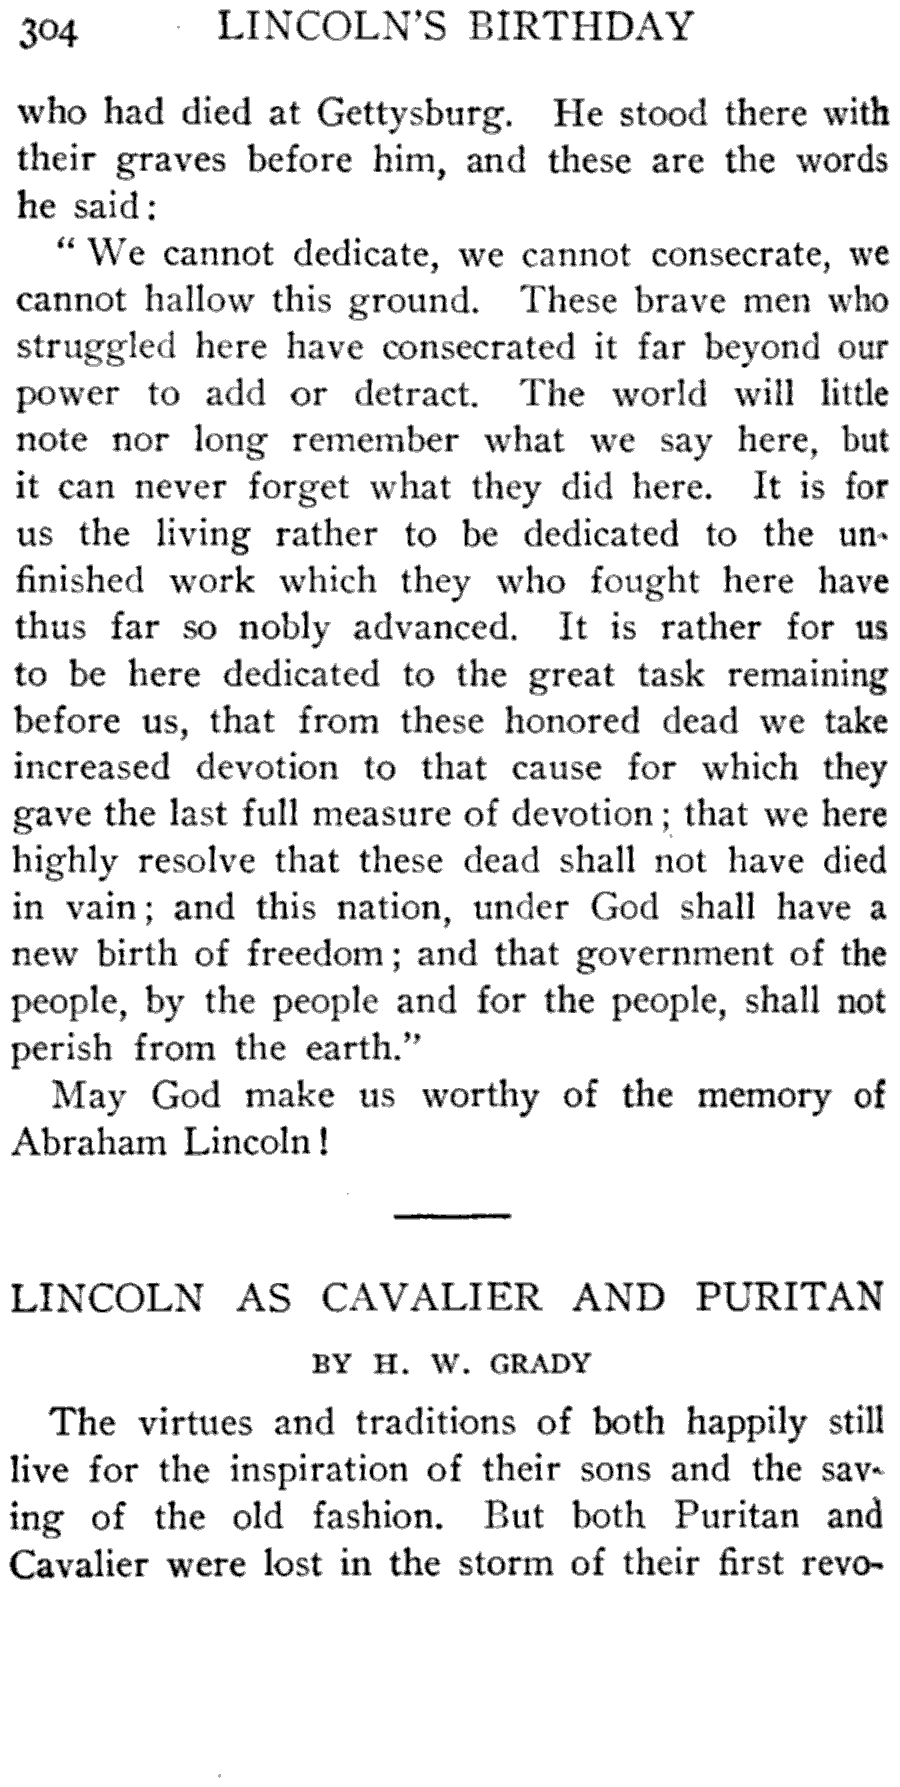 304 LINCOLN'S BIRTHDAY
who had died at Gettysburg. He stood there with
their graves before him, and these are the words
he said:
“ We cannot dedicate, we cannot consecrate, we
cannot hallow this ground. These brave men who
struggled here have consecrated it far beyond our
power to add or detract. The world will little
note nor long remember what we say here, but
it can never forget what they did here. It is for
us the living rather to be dedicated to the un-
finished work which they who fought here have
thus far so nobly advanced. It is rather for us
to be here dedicated to the great task remaining
before us, that from these honored dead we take
increased devotion to that cause for which they
gave the last full measure of devotion; that we here
highly resolve that these dead shall not have died
in vain; and this nation, under God shall have a
new birth of freedom; and that government of the
people, by the people and for the people, shall not
perish from the earth.”
May God make us worthy of the memory of
Abraham Lincoln!
LINCOLN AS CAVALIER AND PURITAN
BY H. W. GRADY
The virtues and traditions of both happily still
live for the inspiration of their sons and the sav-
ing of the old fashion. But both Puritan and
Cavalier were lost in the storm of their first revo-